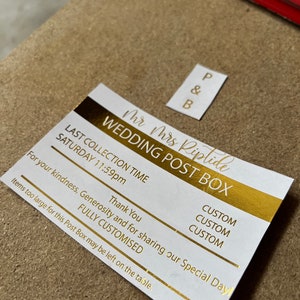 P
&
B
Mr Mrs Riptide
WEDDING POST BOX
LAST COLLECTION TIME
SATURDAY 11:59pm
CUSTOM
CUSTOM
CUSTOM
Thank You
For your kindness, Generosity and for sharing our Special Day
FULLY CUSTOMISED
Items too large for this Post Box may be left on the table.